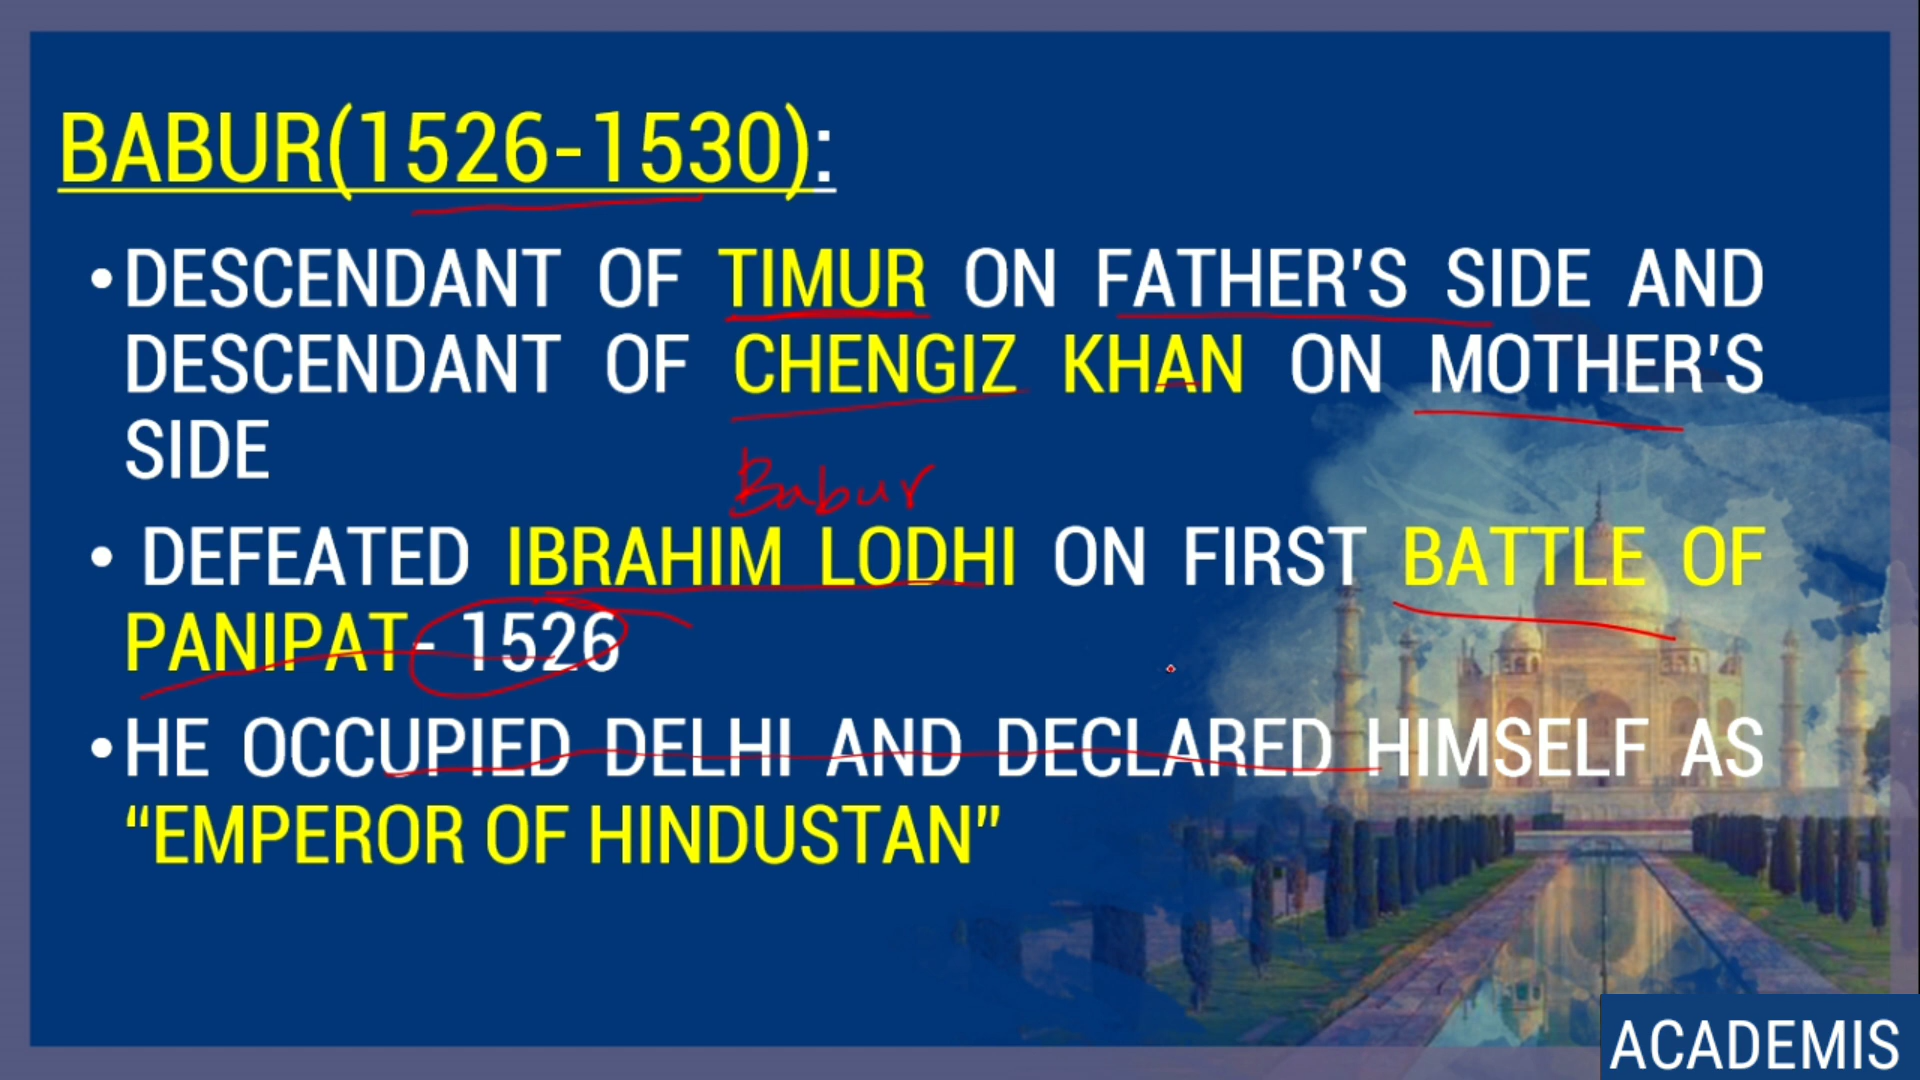 BABUR(1526-1530):
•DESCENDANT OF TIMUR ON FATHER'S SIDE AND
DESCENDANT OF CHENGIZ KHAN ON MOTHER'S
SIDE
Babur
• DEFEATED IBRAHIM LODHI ON FIRST BATTLE OF
PANIPAT- 1526
•HE OCCUPIED DELHI AND DECLARED HIMSELF AS
“EMPEROR OF HINDUSTAN”
ACADEMIS